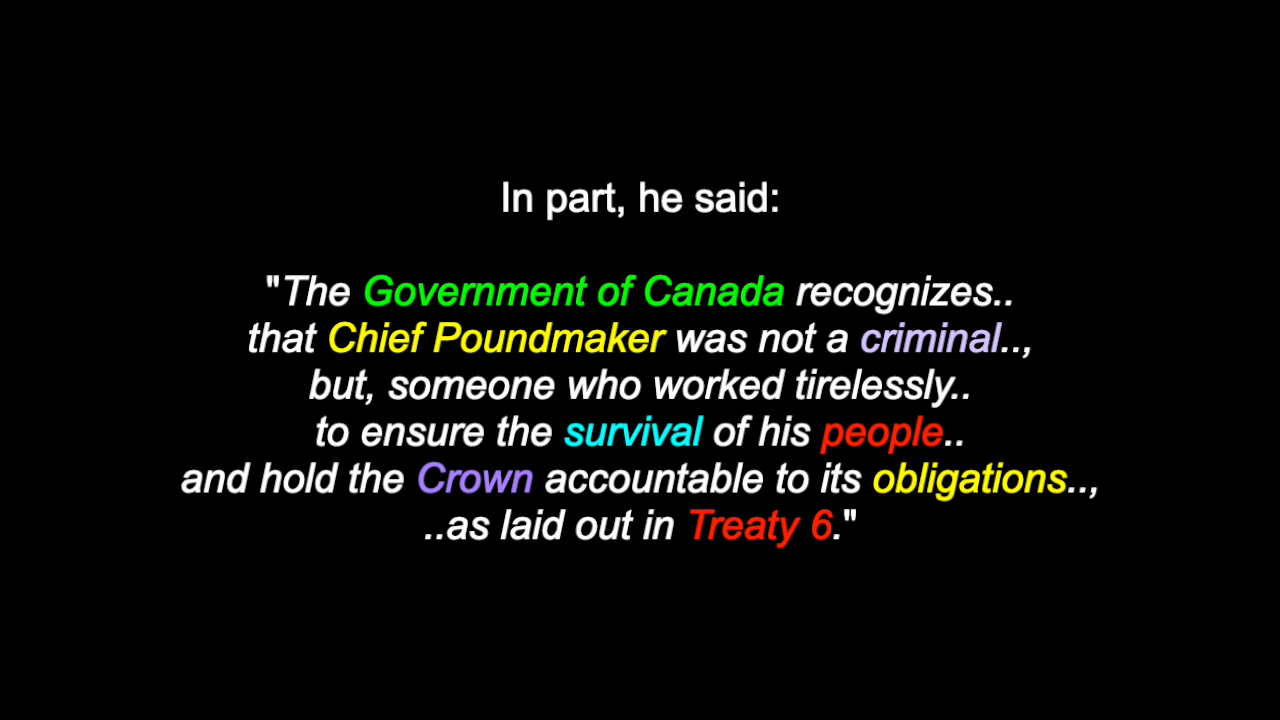 In part, he said:
"The Government of Canada recognizes..
that Chief Poundmaker was not a criminal..,
but, someone who worked tirelessly..
to ensure the survival of his people..
and hold the Crown accountable to its obligations..,
..as laid out in Treaty 6."